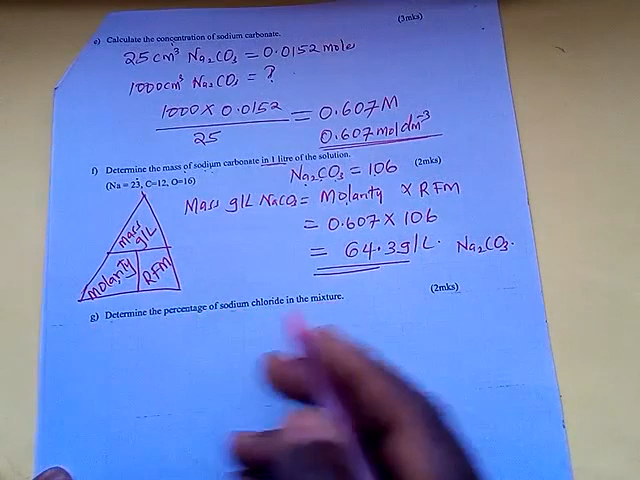 (3mks)
e) Calculate the concentration of sodium carbonate.
25cm³ Na₂CO₃ = 0.0152 mole
1000cm³ Na₂CO₃ = ?
1000 x 0.0152
25
= 0.607M
0.607 moldm⁻³
f) Determine the mass of sodium carbonate in 1 litre of the solution.
(2mks)
(Na = 23, C=12, O=16)
Na₂CO₃ = 106
Mass g/L NaCO₃ = Molarity x RFM
= 0.607 x 106
= 64.3g/L. Na₂CO₃.
mass
g/L
molarity
RFM
g) Determine the percentage of sodium chloride in the mixture.
(2mks)